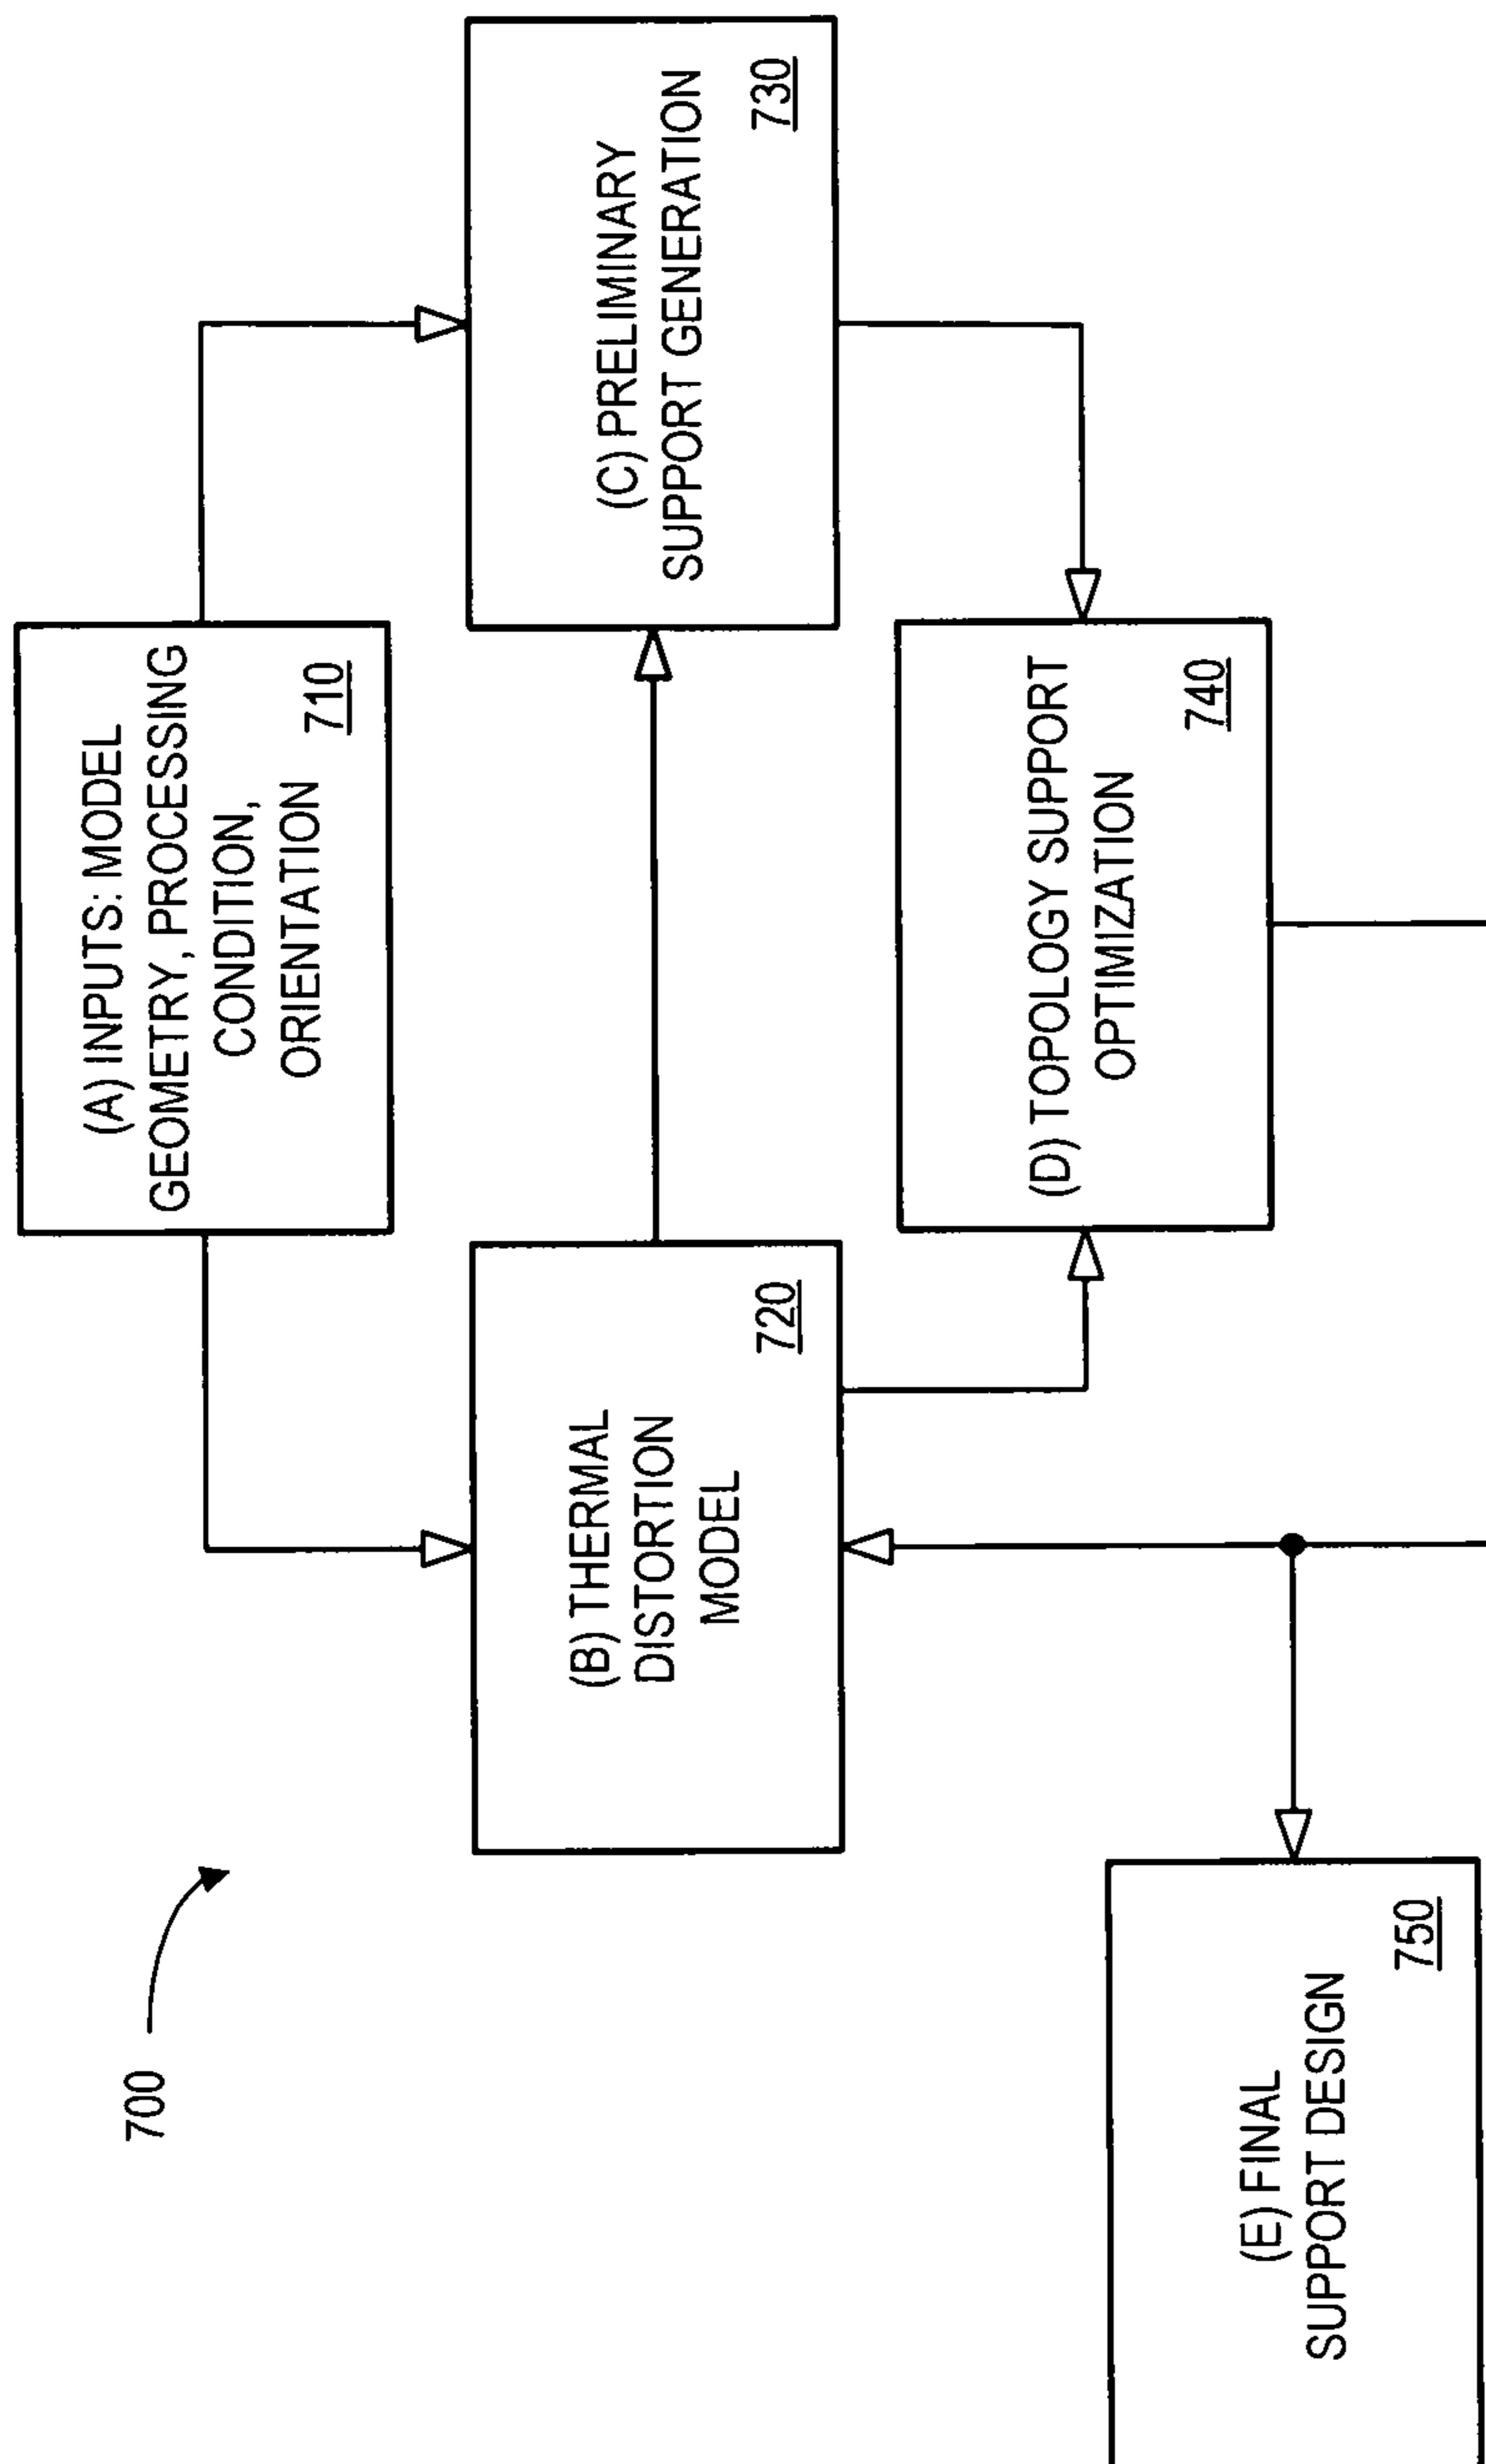 700
(A) INPUTS: MODEL
GEOMETRY, PROCESSING
CONDITION,
ORIENTATION
710
(B) THERMAL
DISTORTION
MODEL
720
(C) PRELIMINARY
SUPPORT GENERATION
730
(D) TOPOLOGY SUPPORT
OPTIMIZATION
740
(E) FINAL
SUPPORT DESIGN
750